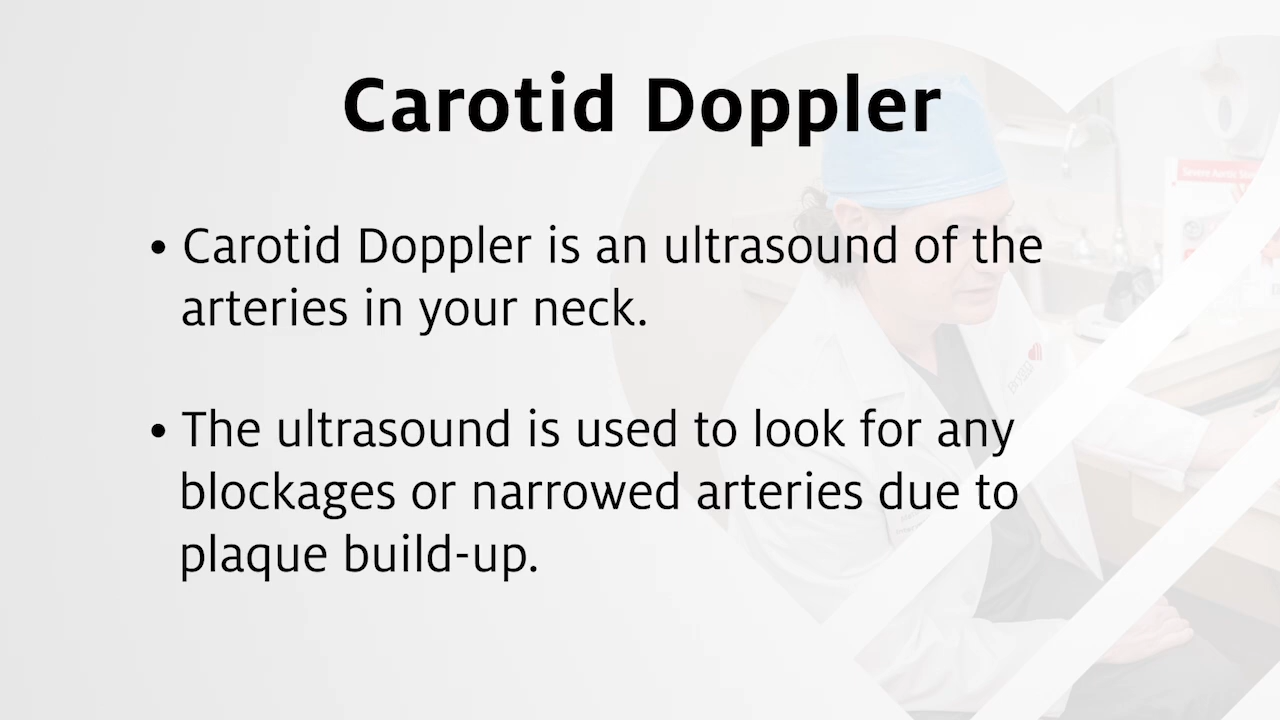 Carotid Doppler
• Carotid Doppler is an ultrasound of the
arteries in your neck.
• The ultrasound is used to look for any
blockages or narrowed arteries due to
plaque build-up.